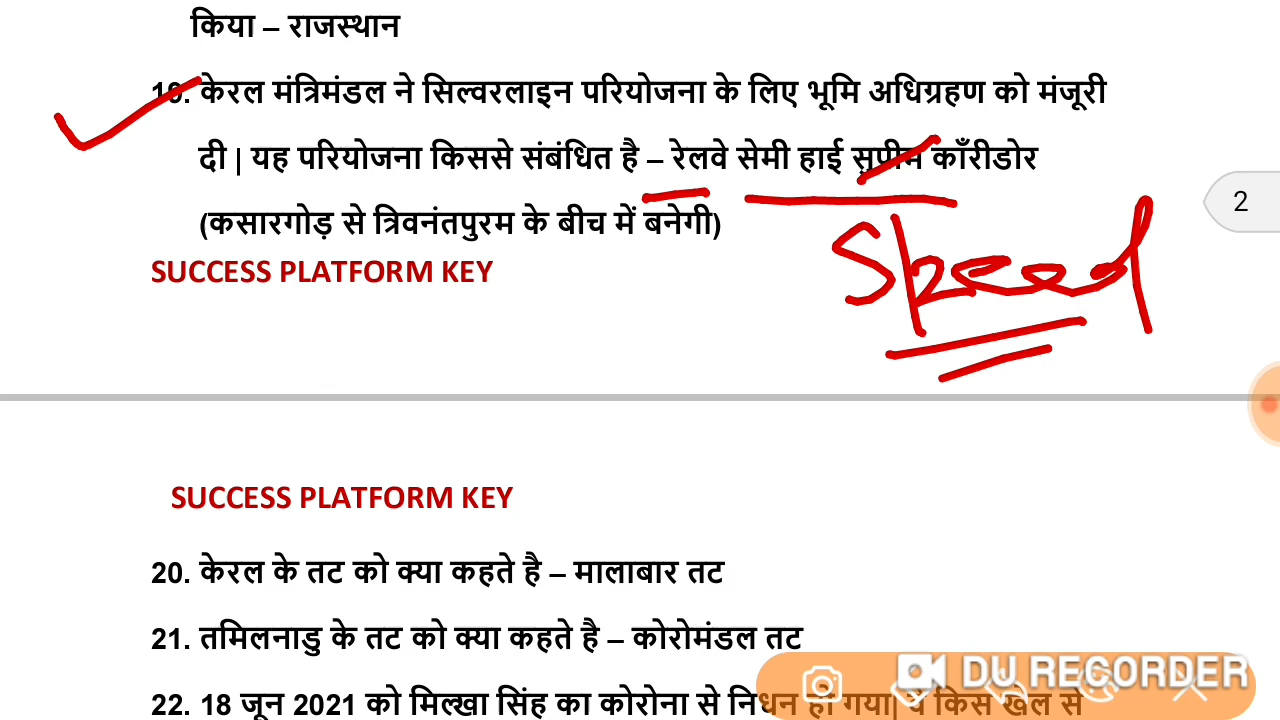 किया – राजस्थान
19. केरल मंत्रिमंडल ने सिल्वरलाइन परियोजना के लिए भूमि अधिग्रहण को मंजूरी
दी | यह परियोजना किससे संबंधित है – रेलवे सेमी हाई सुप्रीम कॉरीडोर
(कसारगोड़ से त्रिवनंतपुरम के बीच में बनेगी)
2
Speed
SUCCESS PLATFORM KEY
SUCCESS PLATFORM KEY
20. केरल के तट को क्या कहते है – मालाबार तट
21. तमिलनाडु के तट को क्या कहते है – कोरोमंडल तट
22. 18 जून 2021 को मिल्खा सिंह का कोरोना से निधन हो गया| ये किस खेल से
DU RECORDER